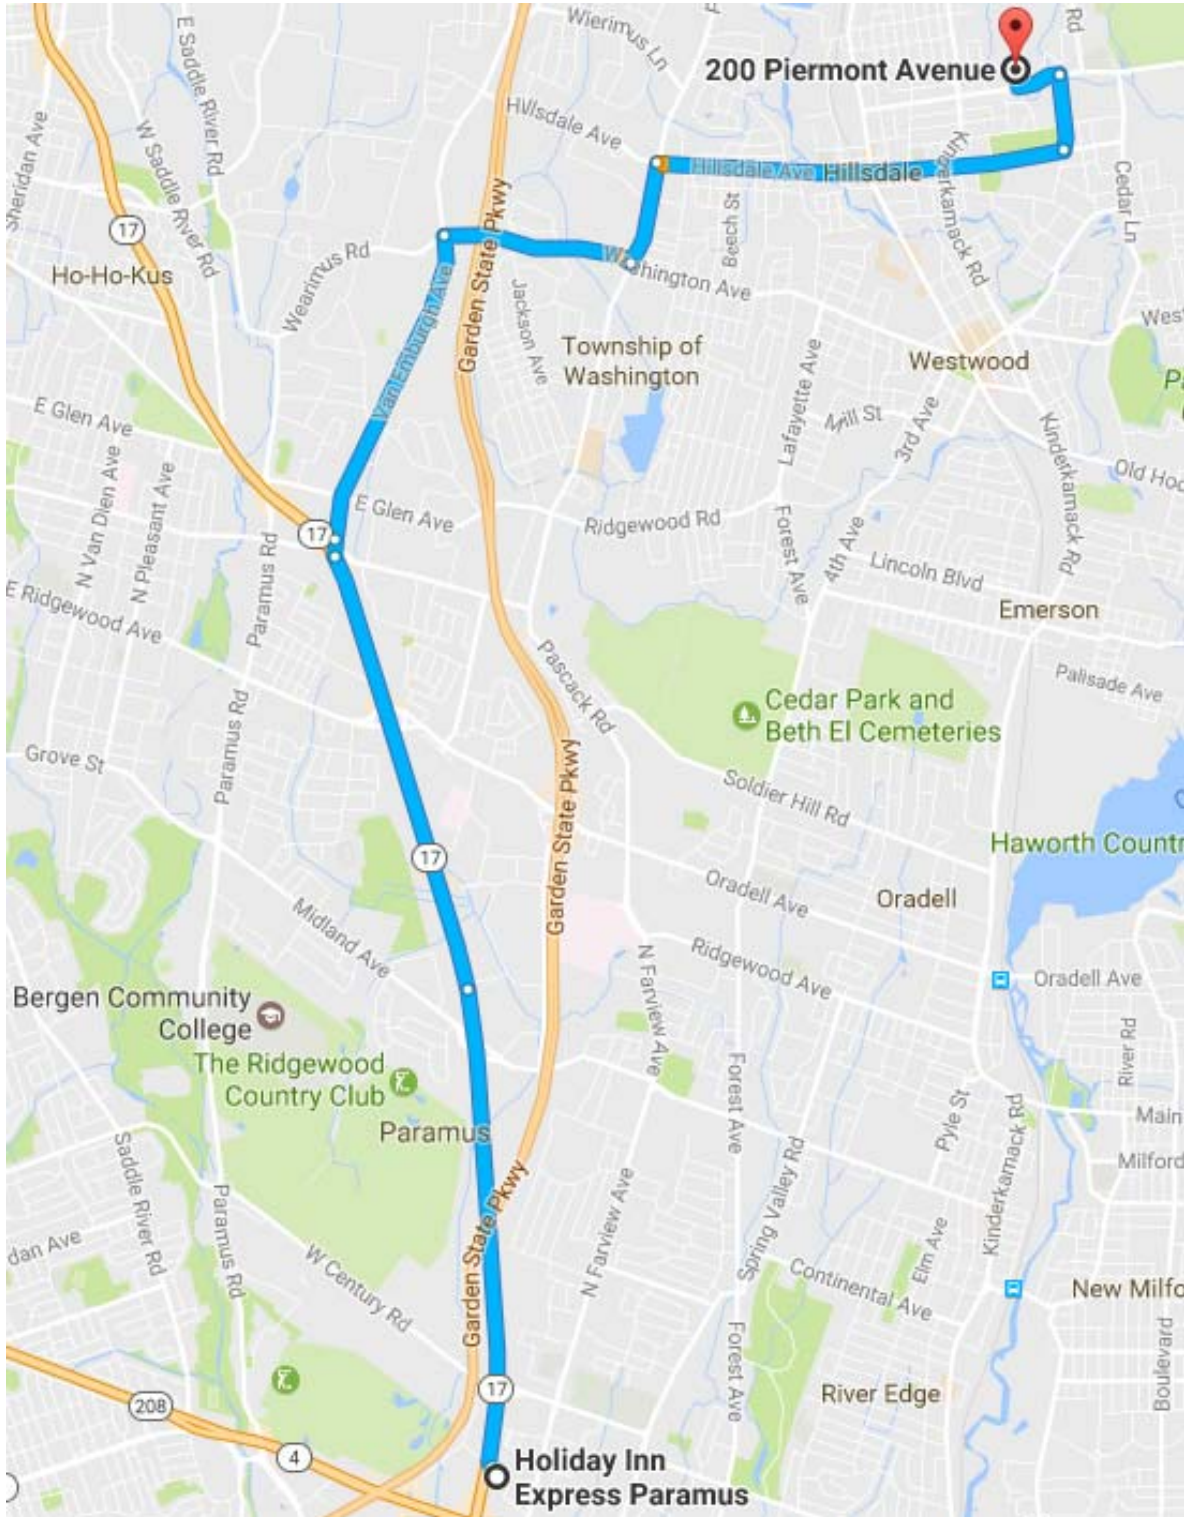 Wierimus Ln
Rd
E Saddle River Rd
200 Piermont Avenue
Hillsdale Ave
Sheridan Ave
W Saddle River Rd
Hillsdale Ave
Hillsdale
Kinderkamack Rd
Cedar Ln
Garden State Pkwy
Beech St
17
Wearimus Rd
Washington Ave
Ho-Ho-Kus
Jackson Ave
West
Van Emburgh Ave
Township of
Washington
Lafayette Ave
Westwood
E Glen Ave
Mill St
3rd Ave
Kinderkamack Rd
Old Hoo
N Van Dien Ave
N Pleasant Ave
E Glen Ave
17
Ridgewood Rd
Forest Ave
4th Ave
Lincoln Blvd
Paramus Rd
E Ridgewood Ave
Emerson
Pascack Rd
Palisade Ave
Cedar Park and
Beth El Cemeteries
Paramus Rd
Grove St
Garden State Pkwy
Soldier Hill Rd
17
Haworth Countr
Oradell Ave
Oradell
Midland Ave
N Farview Ave
Ridgewood Ave
Oradell Ave
Bergen Community
College
The Ridgewood
Country Club
River Rd
Forest Ave
Pyle St
Kinderkamack Rd
Main
Paramus
Milford
Saddle River Rd
Paramus Rd
Garden State Pkwy
N Farview Ave
Spring Valley Rd
Elm Ave
dan Ave
W Century Rd
Continental Ave
New Milfo
Forest Ave
Boulevard
17
River Edge
208
4
Holiday Inn
Express Paramus